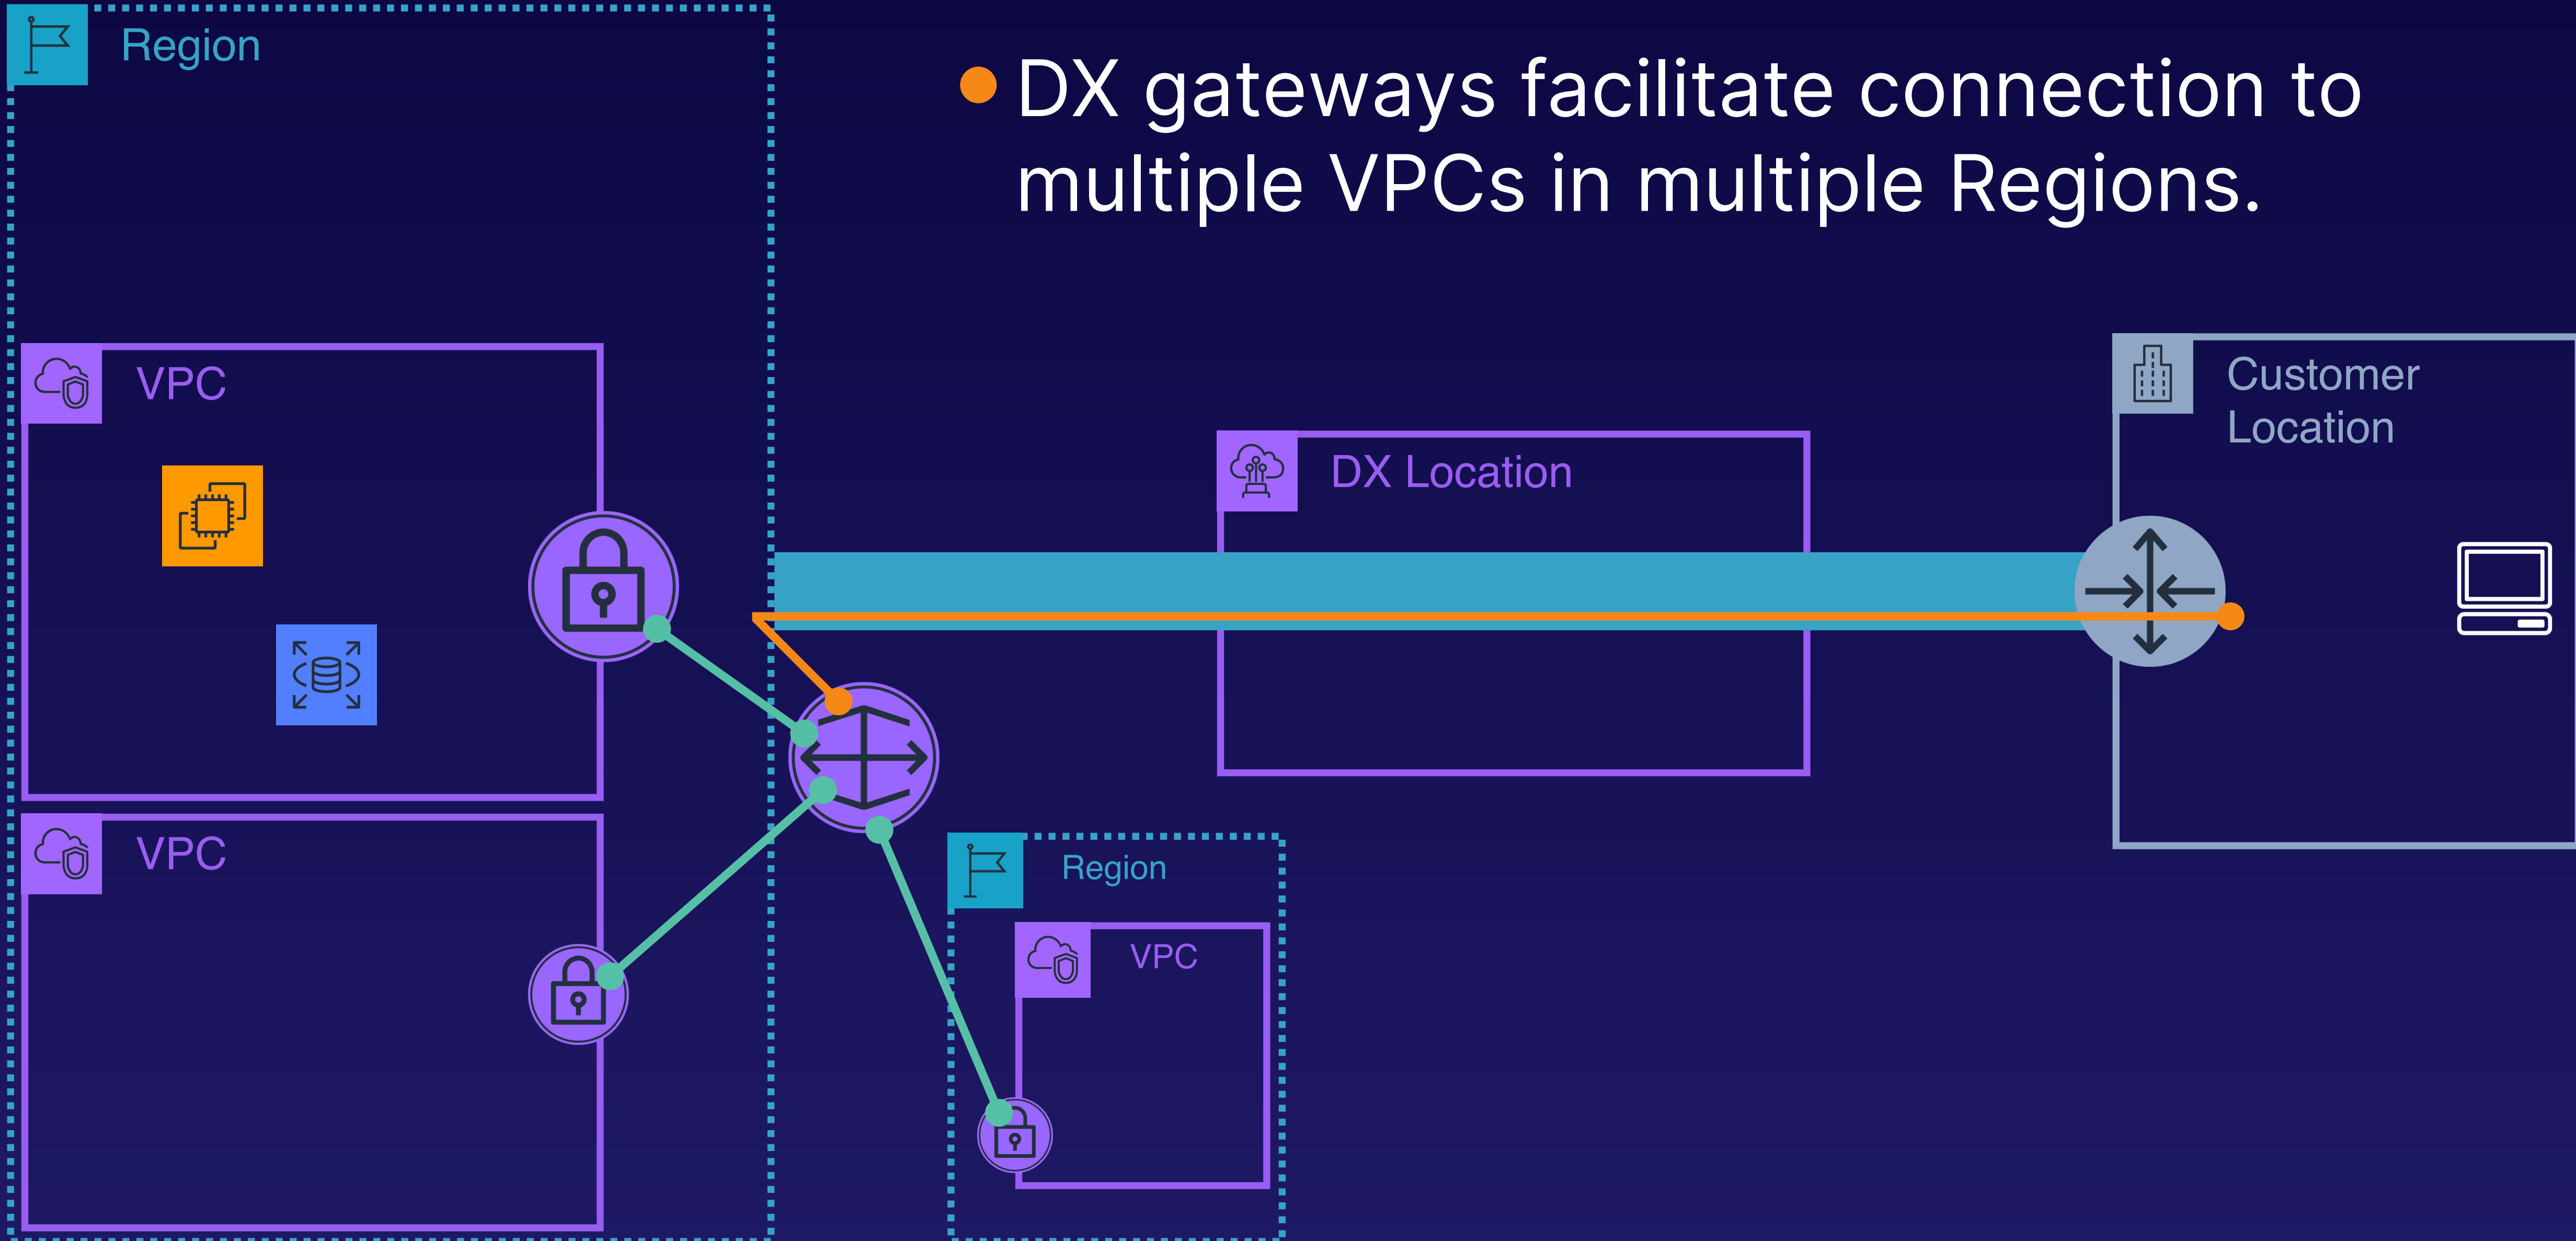 Region
DX gateways facilitate connection to
multiple VPCs in multiple Regions.
VPC
DX Location
Customer
Location
VPC
Region
VPC